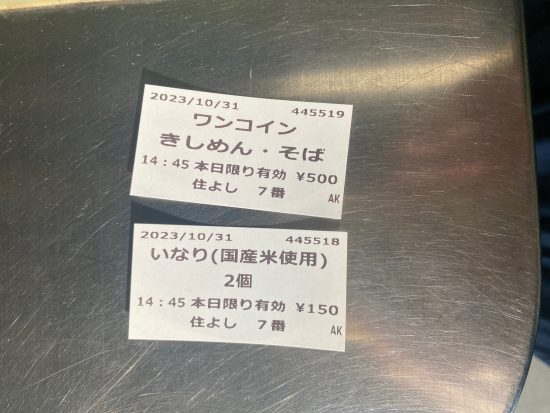 2023/10/31 445519
ワンコイン
きしめん・そば
14:45 本日限り有効 ¥500
住よし 7番 AK
2023/10/31 445518
いなり(国産米使用)
2個
14:45 本日限り有効 ¥150
住よし 7番 AK